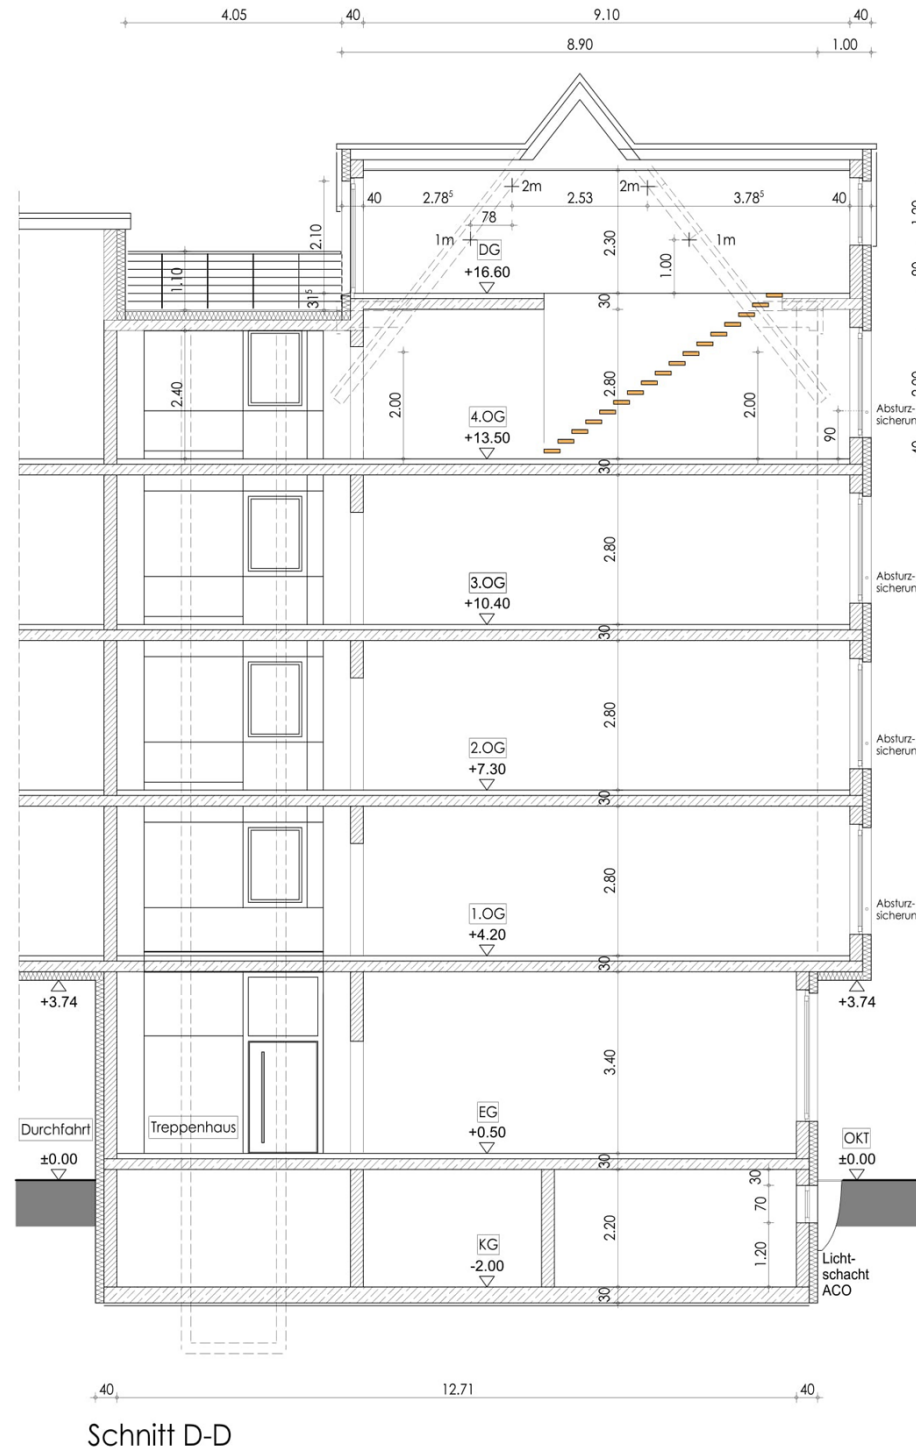 4.05
40
9.10
40
8.90
1.00
2m
2m
40
2.78⁵
2.53
3.78⁵
40
78
1m
1m
2.10
DG
+16.60
2.30
1.00
1.10
31⁵
30
2.40
2.00
2.80
2.00
90
4.OG
+13.50
Absturz-
30
2.80
3.OG
+10.40
Absturz-
30
2.80
2.OG
+7.30
Absturz-
30
2.80
1.OG
+4.20
Absturz-
30
+3.74
+3.74
3.40
Durchfahrt
±0.00
Treppenhaus
EG
+0.50
OKT
±0.00
30
30
70
2.20
1.20
KG
-2.00
Licht-
schacht
ACO
30
40
12.71
40
Schnitt D-D